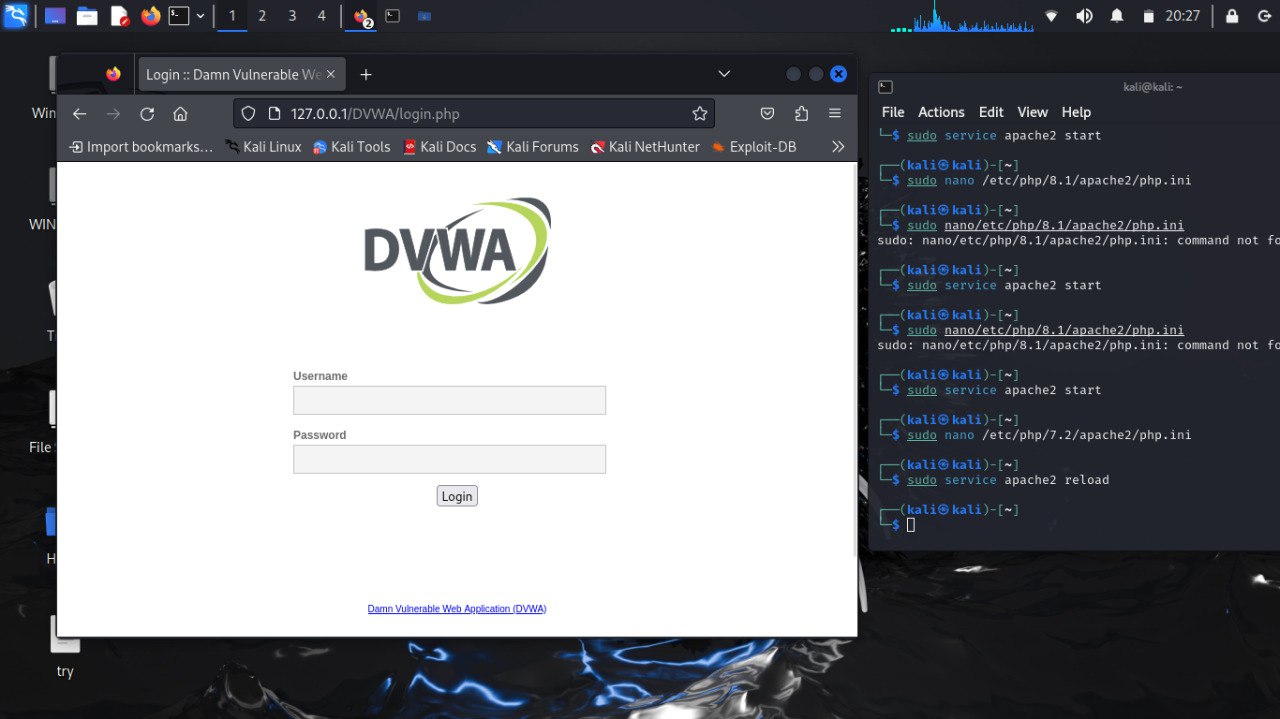 1 2 3 4 2 20:27
Win
WIN
T
File S
H
try
Login :: Damn Vulnerable We
127.0.0.1/DVWA/login.php
Import bookmarks... Kali Linux Kali Tools Kali Docs Kali Forums Kali NetHunter Exploit-DB
DVWA
Username
Password
Login
Damn Vulnerable Web Application (DVWA)
kali@kali: ~
File Actions Edit View Help
└─$ sudo service apache2 start
┌──(kali㉿kali)-[~]
└─$ sudo nano /etc/php/8.1/apache2/php.ini
┌──(kali㉿kali)-[~]
└─$ sudo nano/etc/php/8.1/apache2/php.ini
sudo: nano/etc/php/8.1/apache2/php.ini: command not fo
┌──(kali㉿kali)-[~]
└─$ sudo service apache2 start
┌──(kali㉿kali)-[~]
└─$ sudo nano/etc/php/8.1/apache2/php.ini
sudo: nano/etc/php/8.1/apache2/php.ini: command not fo
┌──(kali㉿kali)-[~]
└─$ sudo service apache2 start
┌──(kali㉿kali)-[~]
└─$ sudo nano /etc/php/7.2/apache2/php.ini
┌──(kali㉿kali)-[~]
└─$ sudo service apache2 reload
┌──(kali㉿kali)-[~]
└─$